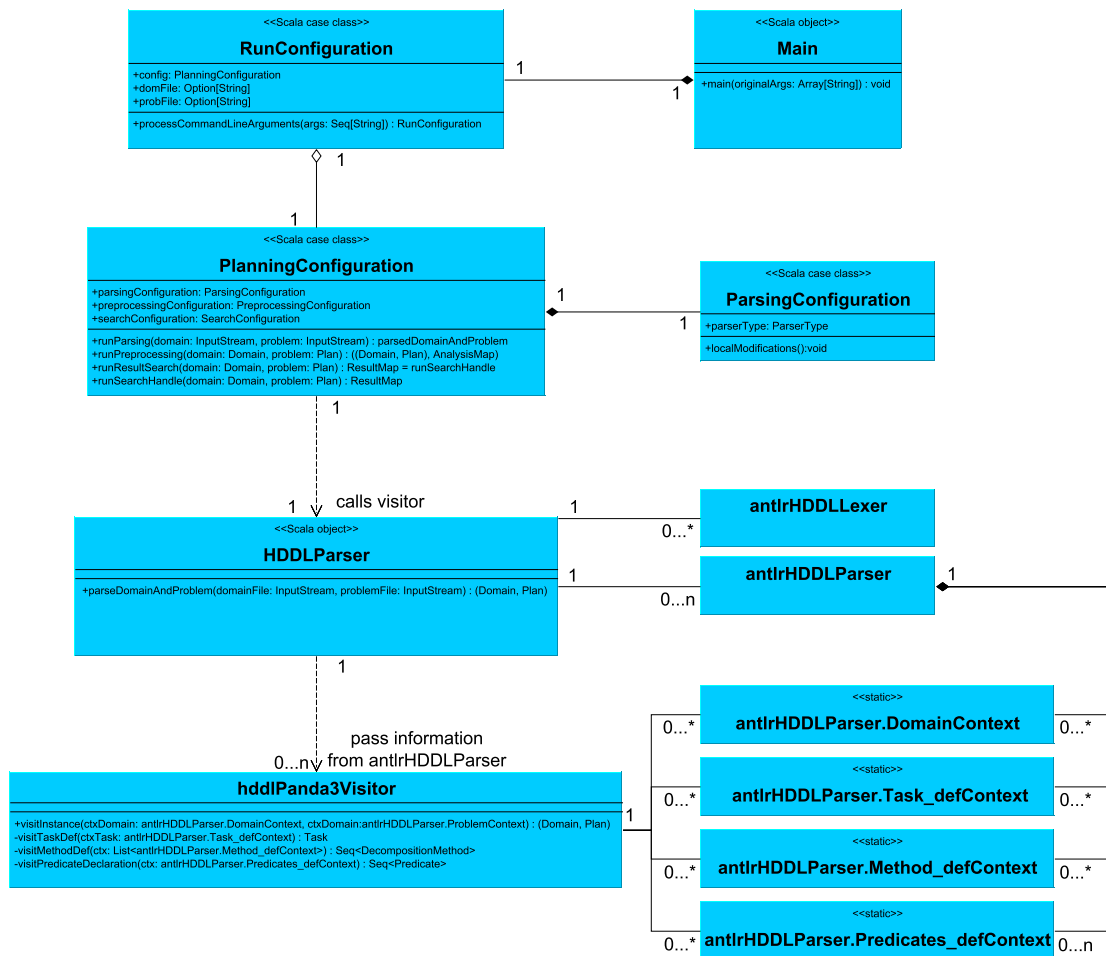 <<Scala case class>>
RunConfiguration
+config: PlanningConfiguration
+domFile: Option[String]
+probFile: Option[String]
+processCommandLineArguments(args: Seq[String]) : RunConfiguration
1
1
<<Scala object>>
Main
+main(originalArgs: Array[String]) : void
1
1
<<Scala case class>>
PlanningConfiguration
+parsingConfiguration: ParsingConfiguration
+preprocessingConfiguration: PreprocessingConfiguration
+searchConfiguration: SearchConfiguration
+runParsing(domain: InputStream, problem: InputStream) : parsedDomainAndProblem
+runPreprocessing(domain: Domain, problem: Plan) : ((Domain, Plan), AnalysisMap)
+runResultSearch(domain: Domain, problem: Plan) : ResultMap = runSearchHandle
+runSearchHandle(domain: Domain, problem: Plan) : ResultMap
1
1
<<Scala case class>>
ParsingConfiguration
+parserType: ParserType
+localModifications():void
1
1
calls visitor
<<Scala object>>
HDDLParser
+parseDomainAndProblem(domainFile: InputStream, problemFile: InputStream) : (Domain, Plan)
1
0...*
antlrHDDLLexer
1
0...n
antlrHDDLParser
1
1
0...n
pass information
from antlrHDDLParser
hddlPanda3Visitor
+visitInstance(ctxDomain: antlrHDDLParser.DomainContext, ctxDomain:antlrHDDLParser.ProblemContext) : (Domain, Plan)
-visitTaskDef(ctxTask: antlrHDDLParser.Task_defContext) : Task
-visitMethodDef(ctx: List<antlrHDDLParser.Method_defContext>) : Seq<DecompositionMethod>
-visitPredicateDeclaration(ctx: antlrHDDLParser.Predicates_defContext) : Seq<Predicate>
1
<<static>>
0...*
antlrHDDLParser.DomainContext
0...*
<<static>>
0...*
antlrHDDLParser.Task_defContext
0...*
<<static>>
0...*
antlrHDDLParser.Method_defContext
0...*
<<static>>
0...*
antlrHDDLParser.Predicates_defContext
0...n